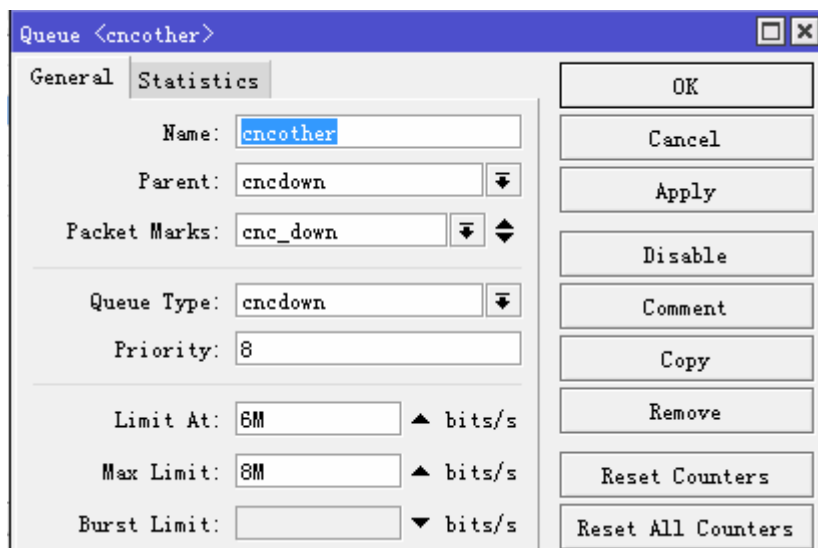 Queue <cncother>
General Statistics
Name: cncother
Parent: cncdown
Packet Marks: cnc_down
Queue Type: cncdown
Priority: 8
Limit At: 6M bits/s
Max Limit: 8M bits/s
Burst Limit: bits/s
OK
Cancel
Apply
Disable
Comment
Copy
Remove
Reset Counters
Reset All Counters